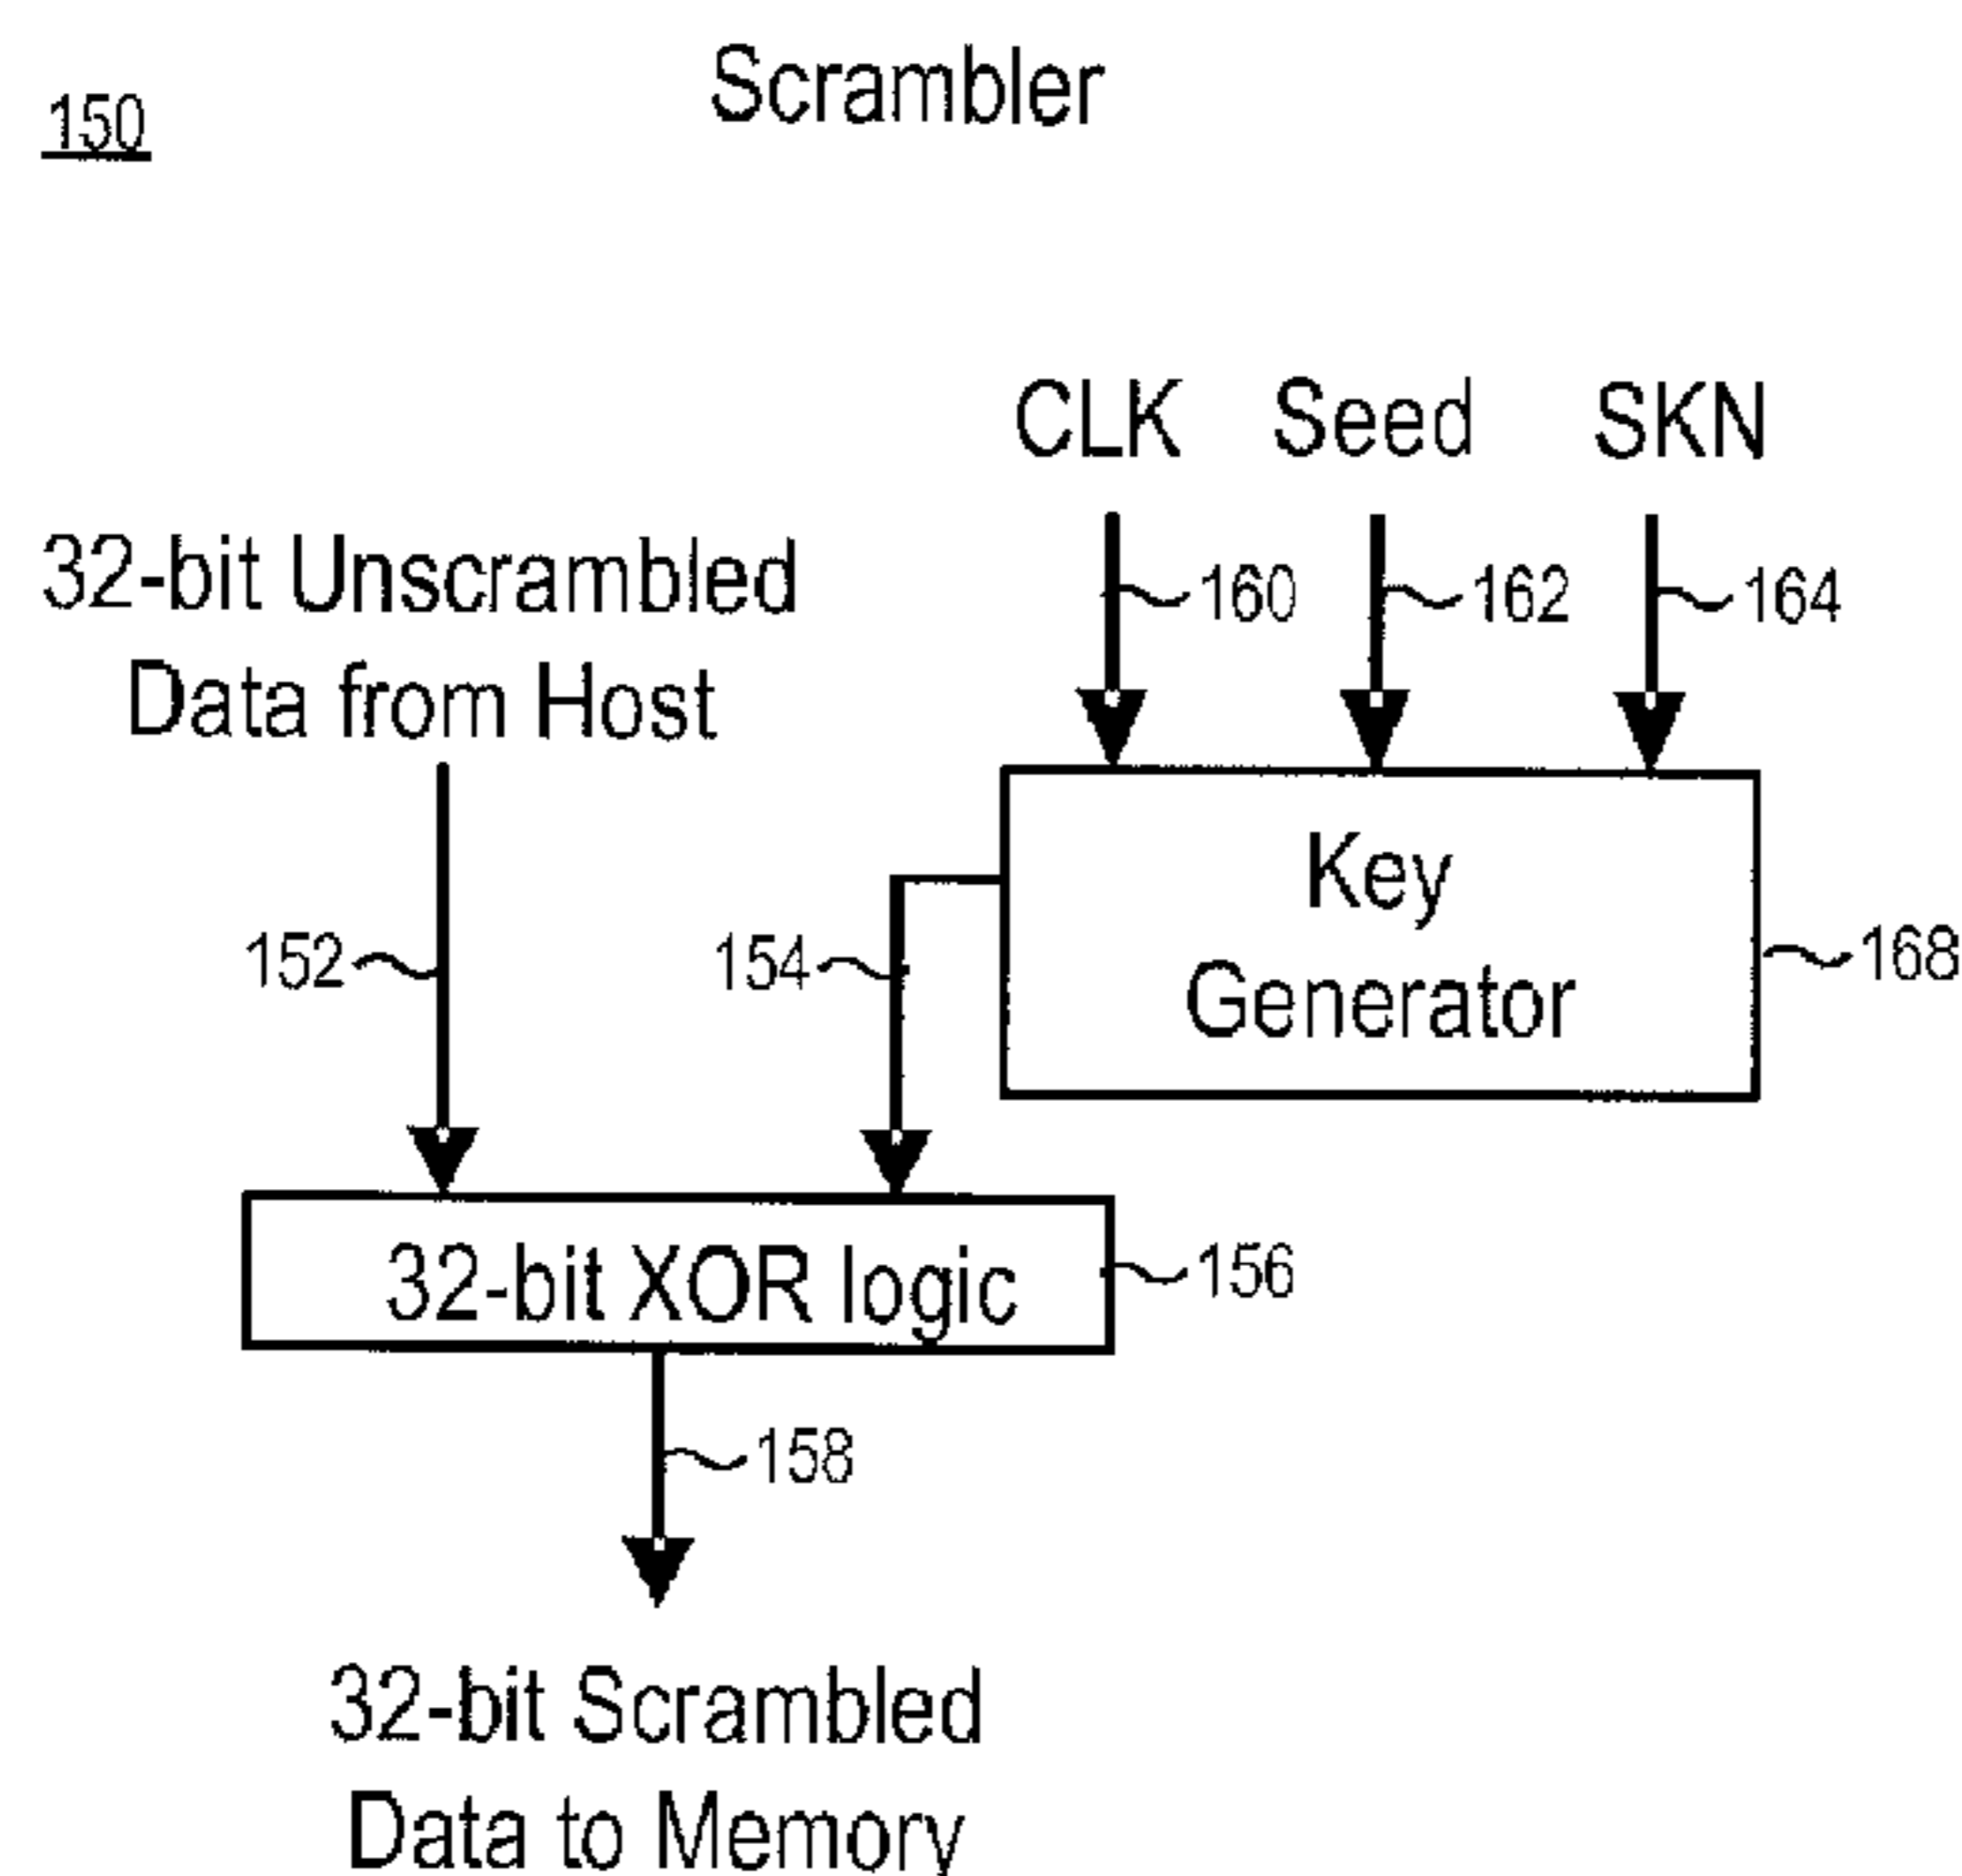 Scrambler
150
CLK
Seed
SKN
32-bit Unscrambled
Data from Host
160
162
164
Key
Generator
152
154
168
32-bit XOR logic
156
158
32-bit Scrambled
Data to Memory